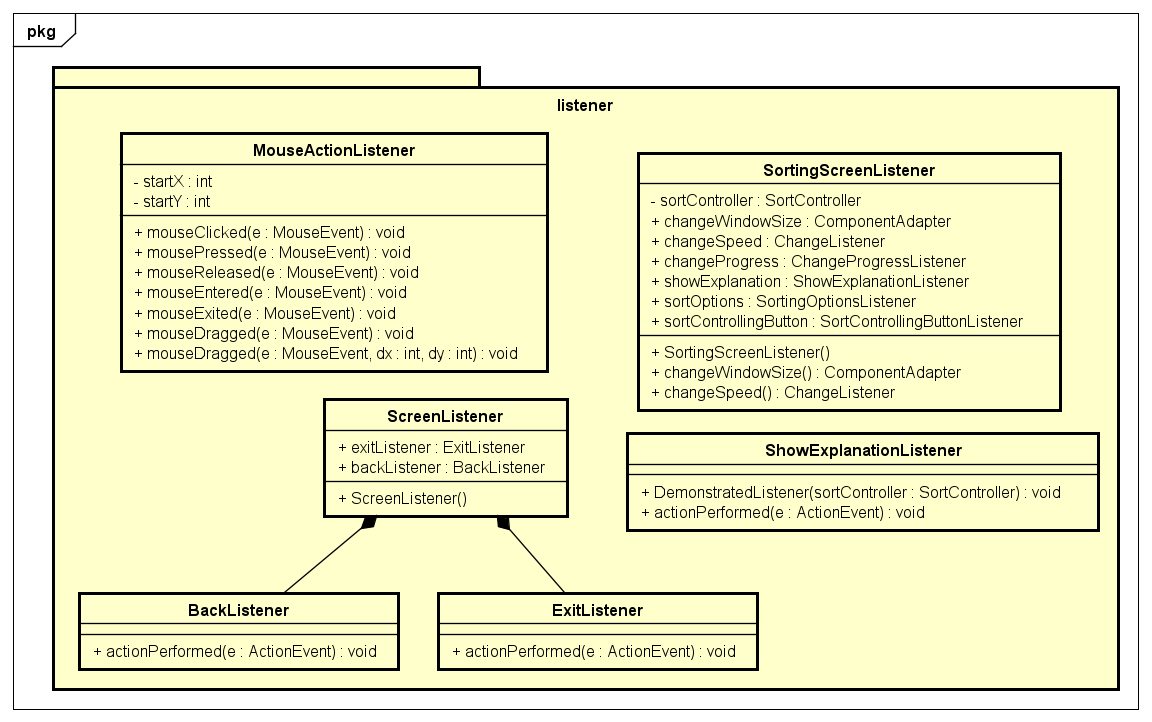 pkg
listener
MouseActionListener
- startX : int
- startY : int
+ mouseClicked(e : MouseEvent) : void
+ mousePressed(e : MouseEvent) : void
+ mouseReleased(e : MouseEvent) : void
+ mouseEntered(e : MouseEvent) : void
+ mouseExited(e : MouseEvent) : void
+ mouseDragged(e : MouseEvent) : void
+ mouseDragged(e : MouseEvent, dx : int, dy : int) : void
SortingScreenListener
- sortController : SortController
+ changeWindowSize : ComponentAdapter
+ changeSpeed : ChangeListener
+ changeProgress : ChangeProgressListener
+ showExplanation : ShowExplanationListener
+ sortOptions : SortingOptionsListener
+ sortControllingButton : SortControllingButtonListener
+ SortingScreenListener()
+ changeWindowSize() : ComponentAdapter
+ changeSpeed() : ChangeListener
ScreenListener
+ exitListener : ExitListener
+ backListener : BackListener
+ ScreenListener()
ShowExplanationListener
+ DemonstratedListener(sortController : SortController) : void
+ actionPerformed(e : ActionEvent) : void
BackListener
+ actionPerformed(e : ActionEvent) : void
ExitListener
+ actionPerformed(e : ActionEvent) : void